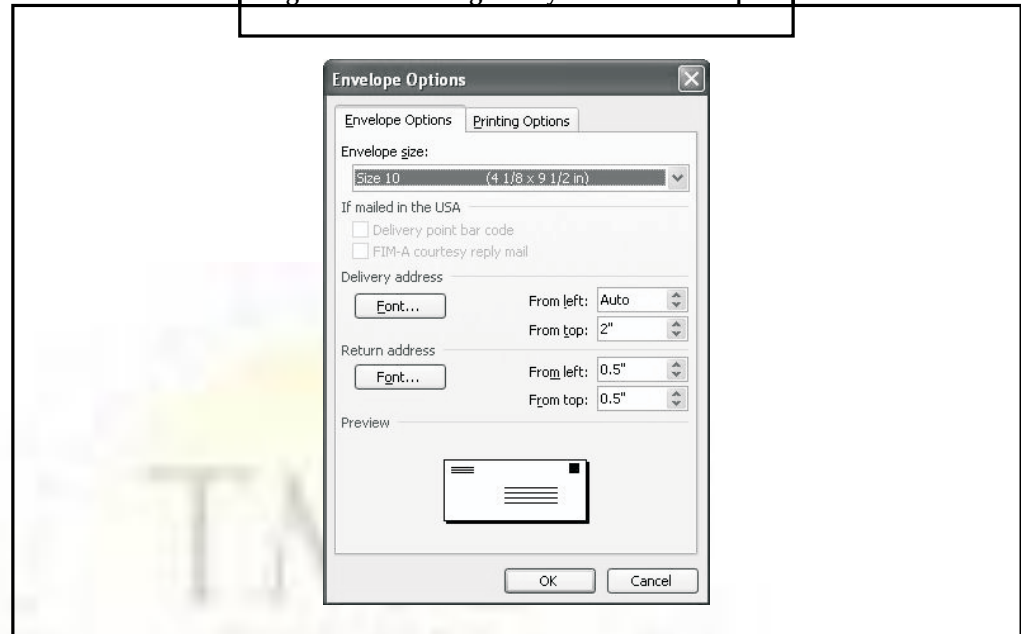 Envelope Options
Envelope Options Printing Options
Envelope size:
Size 10 (4 1/8 x 9 1/2 in)
If mailed in the USA
Delivery point bar code
FIM-A courtesy reply mail
Delivery address
Font... From left: Auto
From top: 2"
Return address
Font... From left: 0.5"
From top: 0.5"
Preview
OK Cancel